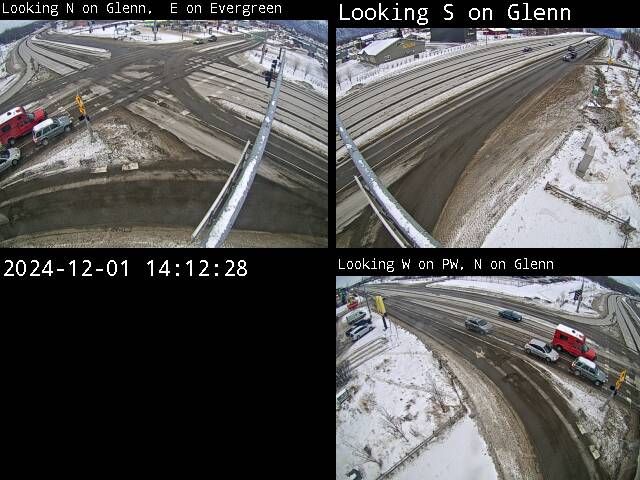 Looking N on Glenn,  E on Evergreen
Looking S on Glenn
2024-12-01 14:12:28
Looking W on PW, N on Glenn